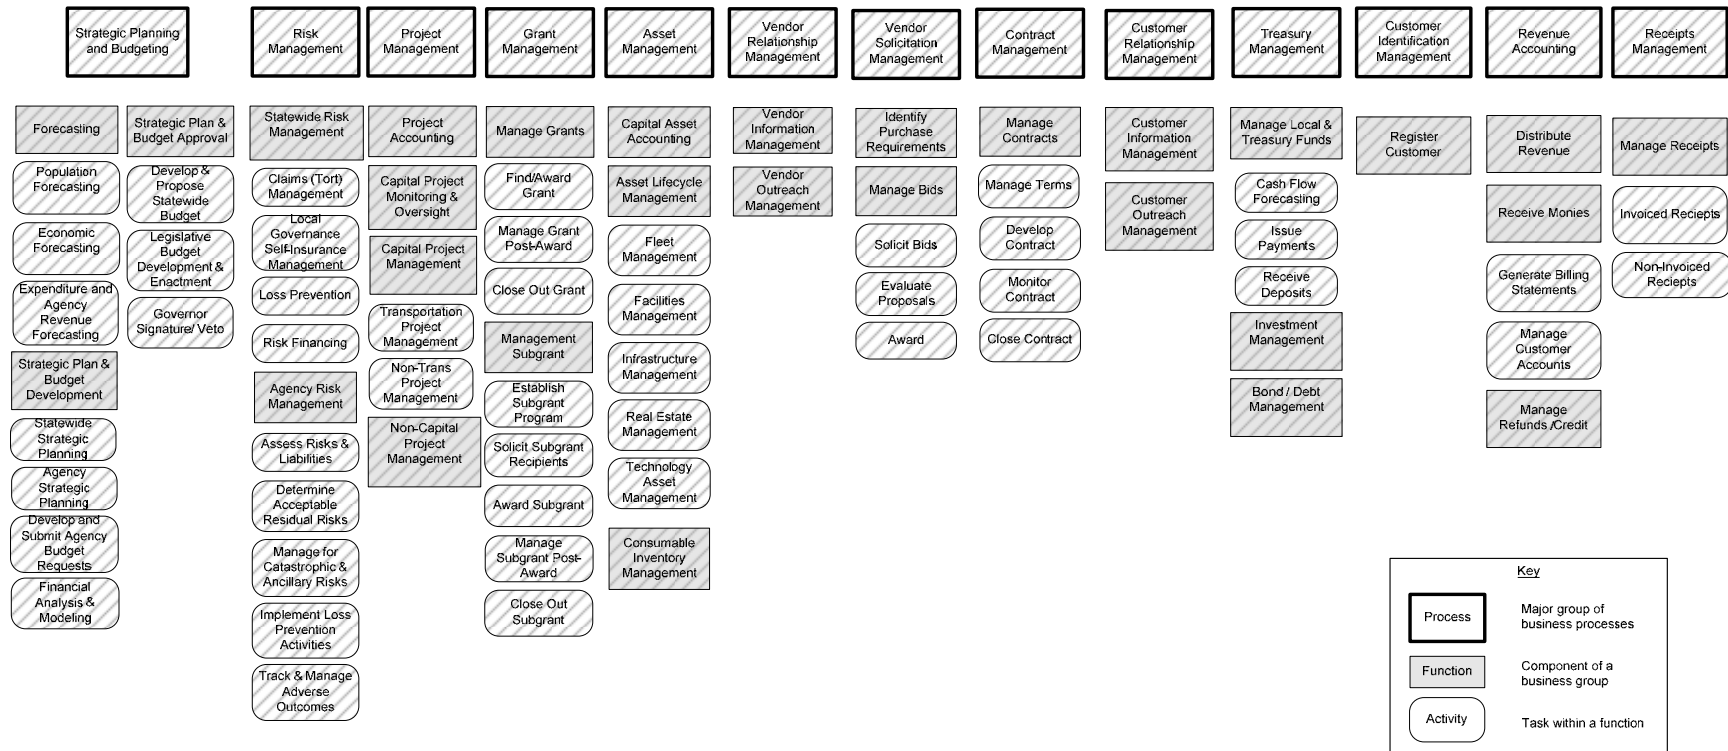 Strategic Planning
and Budgeting
Risk
Management
Project
Management
Grant
Management
Asset
Management
Vendor
Relationship
Management
Vendor
Solicitation
Management
Contract
Management
Customer
Relationship
Management
Treasury
Management
Customer
Identification
Management
Revenue
Accounting
Receipts
Management
Forecasting
Population
Forecasting
Economic
Forecasting
Expenditure and
Agency
Revenue
Forecasting
Strategic Plan &
Budget
Development
Statewide
Strategic
Planning
Agency
Strategic
Planning
Develop and
Submit Agency
Budget
Requests
Financial
Analysis &
Modeling
Strategic Plan &
Budget Approval
Develop &
Propose
Statewide
Budget
Legislative
Budget
Development &
Enactment
Governor
Signature/ Veto
Statewide Risk
Management
Claims (Tort)
Management
Local
Governance
Self-Insurance
Management
Loss Prevention
Risk Financing
Agency Risk
Management
Assess Risks &
Liabilities
Determine
Acceptable
Residual Risks
Manage for
Catastrophic &
Ancillary Risks
Implement Loss
Prevention
Activities
Track & Manage
Adverse
Outcomes
Project
Accounting
Capital Project
Monitoring &
Oversight
Capital Project
Management
Transportation
Project
Management
Non-Trans
Project
Management
Non-Capital
Project
Management
Manage Grants
Find/Award
Grant
Manage Grant
Post-Award
Close Out Grant
Management
Subgrant
Establish
Subgrant
Program
Solicit Subgrant
Recipients
Award Subgrant
Manage
Subgrant Post-
Award
Close Out
Subgrant
Capital Asset
Accounting
Asset Lifecycle
Management
Fleet
Management
Facilities
Management
Infrastructure
Management
Real Estate
Management
Technology
Asset
Management
Consumable
Inventory
Management
Vendor
Information
Management
Vendor
Outreach
Management
Identify
Purchase
Requirements
Manage Bids
Solicit Bids
Evaluate
Proposals
Award
Manage
Contracts
Manage Terms
Develop
Contract
Monitor
Contract
Close Contract
Customer
Information
Management
Customer
Outreach
Management
Manage Local &
Treasury Funds
Cash Flow
Forecasting
Issue
Payments
Receive
Deposits
Investment
Management
Bond / Debt
Management
Register
Customer
Distribute
Revenue
Receive Monies
Generate Billing
Statements
Manage
Customer
Accounts
Manage
Refunds /Credit
Manage Receipts
Invoiced Reciepts
Non-Invoiced
Reciepts
Key
Process
Major group of
business processes
Function
Component of a
business group
Activity
Task within a function